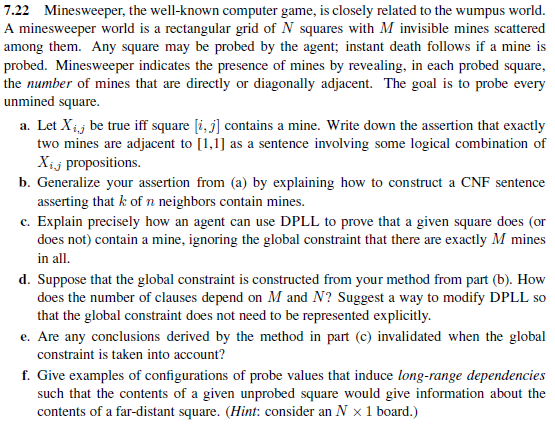 7.22 Minesweeper, the well-known computer game, is closely related to the wumpus world.
A minesweeper world is a rectangular grid of N squares with M invisible mines scattered
among them. Any square may be probed by the agent; instant death follows if a mine is
probed. Minesweeper indicates the presence of mines by revealing, in each probed square,
the number of mines that are directly or diagonally adjacent. The goal is to probe every
unmined square.
a. Let X_{i,j} be true iff square [i, j] contains a mine. Write down the assertion that exactly
two mines are adjacent to [1,1] as a sentence involving some logical combination of
X_{i,j} propositions.
b. Generalize your assertion from (a) by explaining how to construct a CNF sentence
asserting that k of n neighbors contain mines.
c. Explain precisely how an agent can use DPLL to prove that a given square does (or
does not) contain a mine, ignoring the global constraint that there are exactly M mines
in all.
d. Suppose that the global constraint is constructed from your method from part (b). How
does the number of clauses depend on M and N? Suggest a way to modify DPLL so
that the global constraint does not need to be represented explicitly.
e. Are any conclusions derived by the method in part (c) invalidated when the global
constraint is taken into account?
f. Give examples of configurations of probe values that induce long-range dependencies
such that the contents of a given unprobed square would give information about the
contents of a far-distant square. (Hint: consider an N × 1 board.)